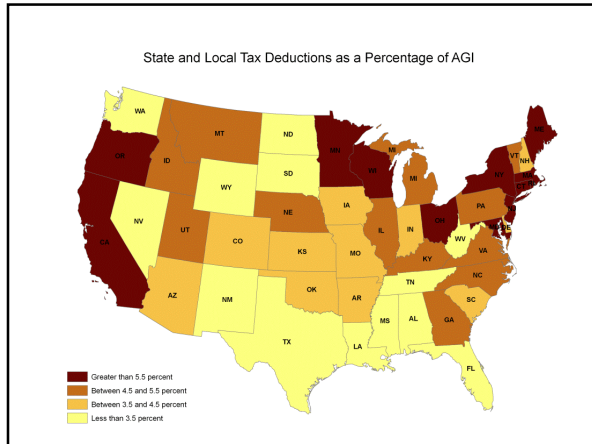 State and Local Tax Deductions as a Percentage of AGI
WA
MT
ND
MN
ME
OR
ID
SD
WI
MI
VT
NH
NY
WY
MI
IA
NE
PA
NV
UT
CO
IL
IN
OH
DE
CA
KS
MO
WV
VA
KY
NC
AZ
NM
OK
AR
TN
SC
MS
AL
GA
TX
LA
FL
Greater than 5.5 percent
Between 4.5 and 5.5 percent
Between 3.5 and 4.5 percent
Less than 3.5 percent